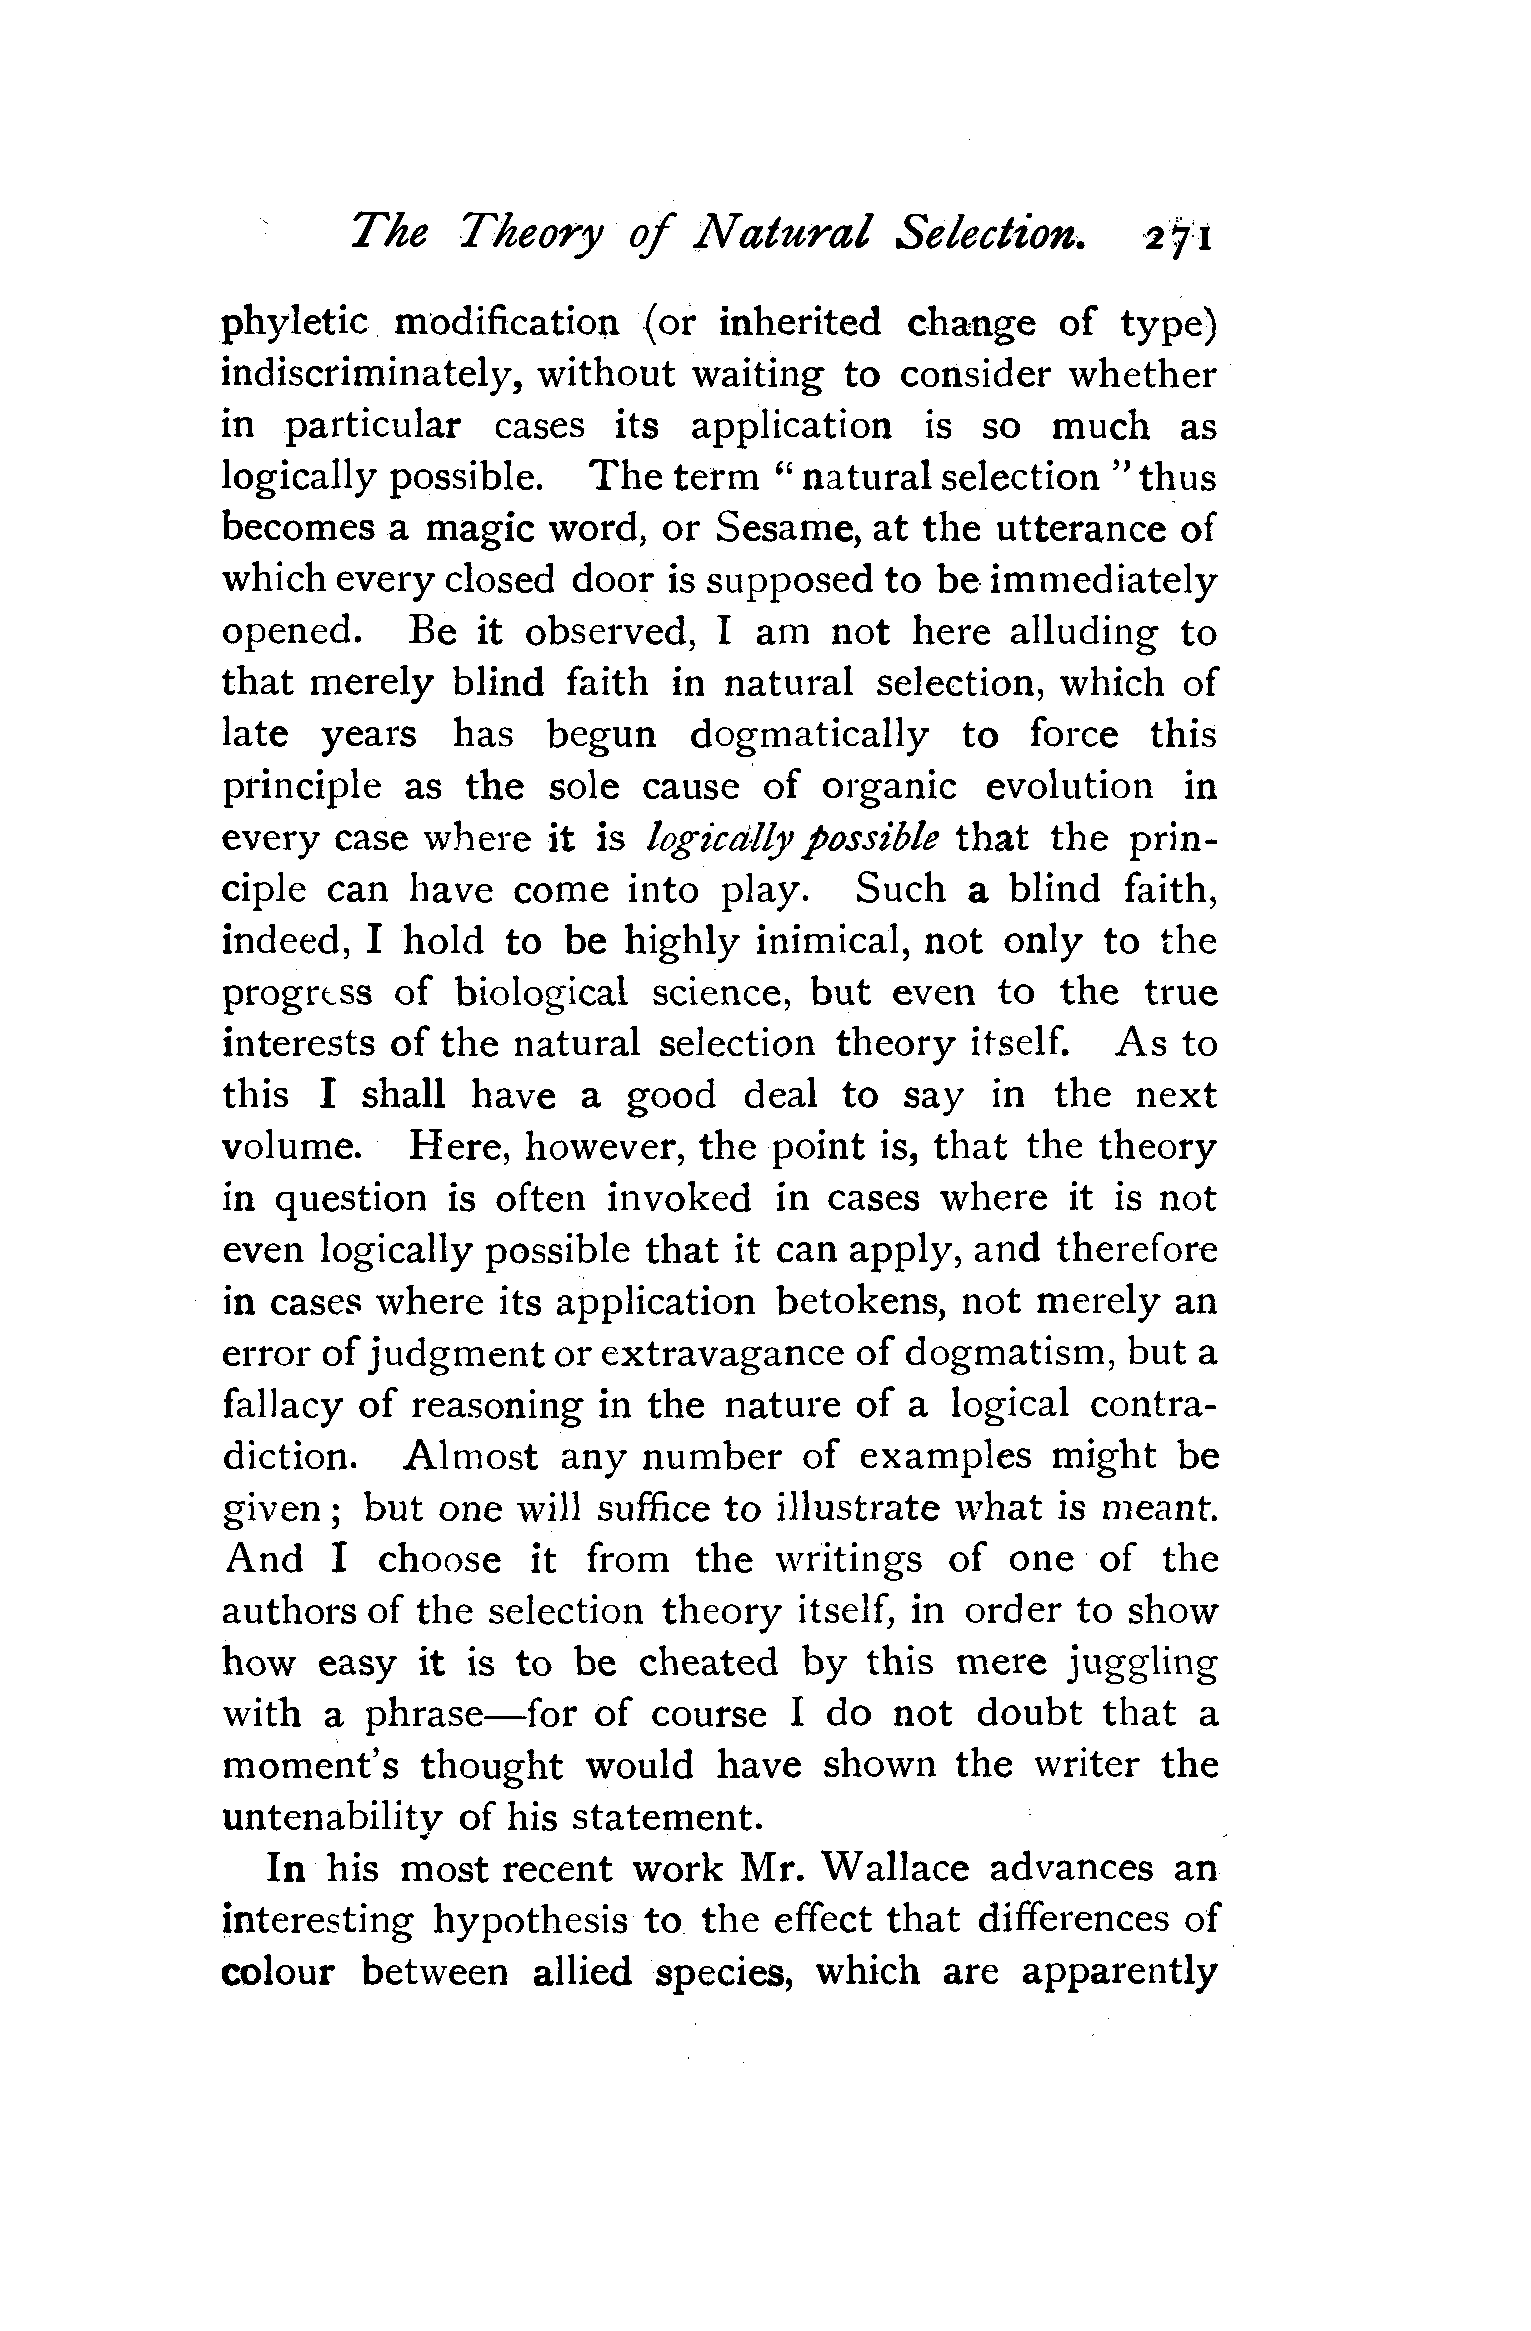 The Theory of Natural Selection. 271
phyletic modification (or inherited change of type)
indiscriminately, without waiting to consider whether
in particular cases its application is so much as
logically possible. The term “ natural selection ” thus
becomes a magic word, or Sesame, at the utterance of
which every closed door is supposed to be immediately
opened. Be it observed, I am not here alluding to
that merely blind faith in natural selection, which of
late years has begun dogmatically to force this
principle as the sole cause of organic evolution in
every case where it is logically possible that the prin-
ciple can have come into play. Such a blind faith,
indeed, I hold to be highly inimical, not only to the
progress of biological science, but even to the true
interests of the natural selection theory itself. As to
this I shall have a good deal to say in the next
volume. Here, however, the point is, that the theory
in question is often invoked in cases where it is not
even logically possible that it can apply, and therefore
in cases where its application betokens, not merely an
error of judgment or extravagance of dogmatism, but a
fallacy of reasoning in the nature of a logical contra-
diction. Almost any number of examples might be
given ; but one will suffice to illustrate what is meant.
And I choose it from the writings of one of the
authors of the selection theory itself, in order to show
how easy it is to be cheated by this mere juggling
with a phrase—for of course I do not doubt that a
moment’s thought would have shown the writer the
untenability of his statement.
In his most recent work Mr. Wallace advances an
interesting hypothesis to the effect that differences of
colour between allied species, which are apparently